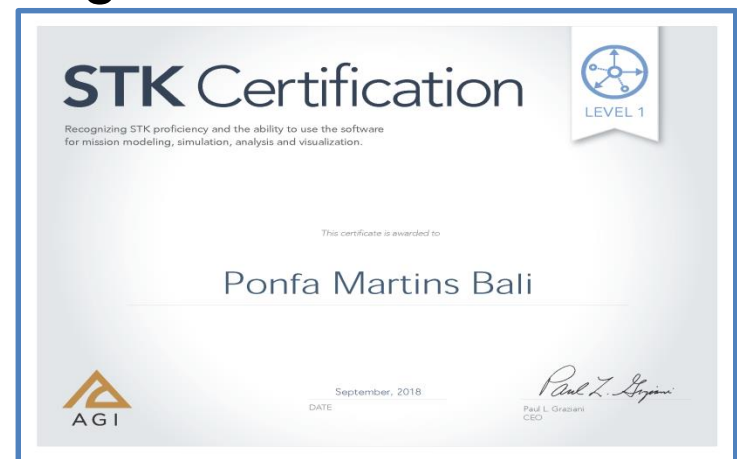 STK Certification
LEVEL 1
Recognizing STK proficiency and the ability to use the software
for mission modeling, simulation, analysis and visualization.
This certificate is awarded to
Ponfa Martins Bali
September, 2018
DATE
Paul L. Graziani
Paul L. Graziani
CEO
AGI